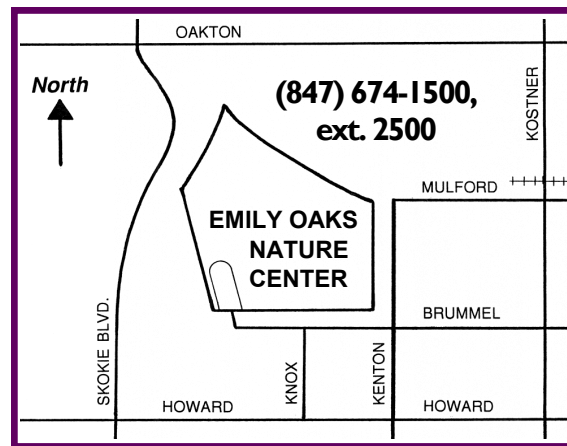 OAKTON
North
(847) 674-1500,
ext. 2500
KOSTNER
MULFORD
EMILY OAKS
NATURE
CENTER
BRUMMEL
SKOKIE BLVD.
KNOX
KENTON
HOWARD
HOWARD